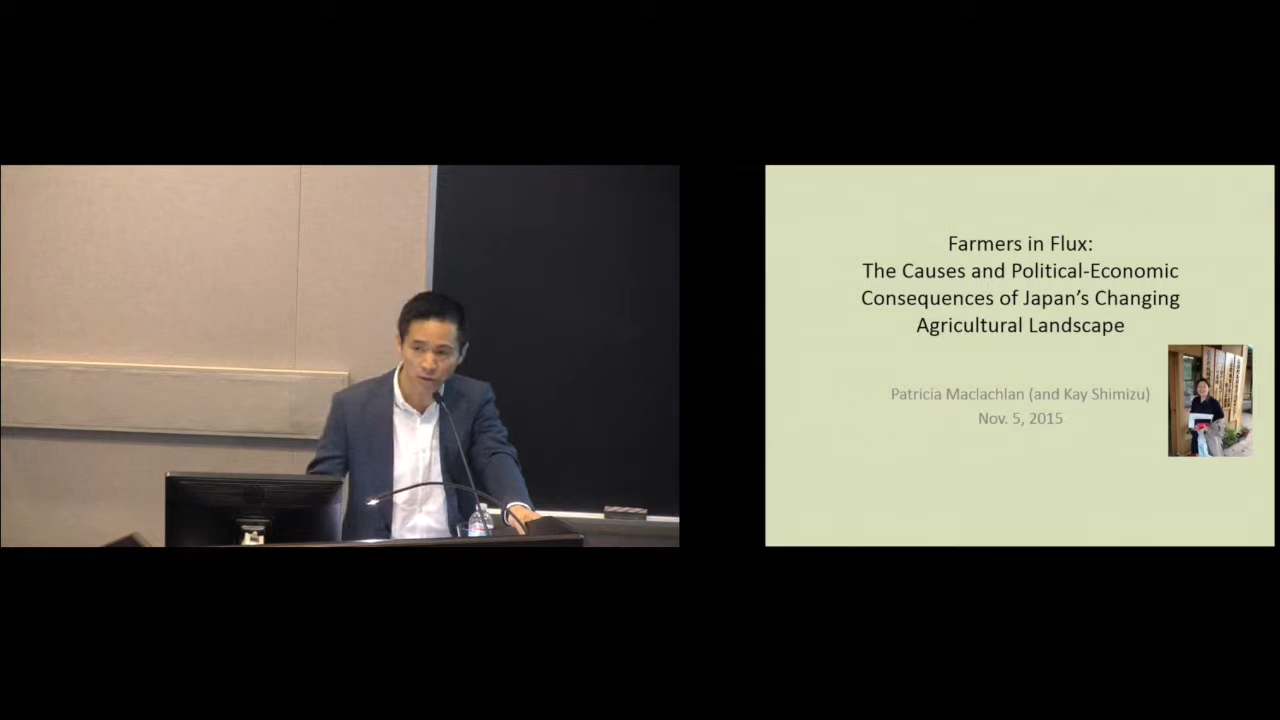 Farmers in Flux:
The Causes and Political-Economic
Consequences of Japan’s Changing
Agricultural Landscape
Patricia Maclachlan (and Kay Shimizu)
Nov. 5, 2015